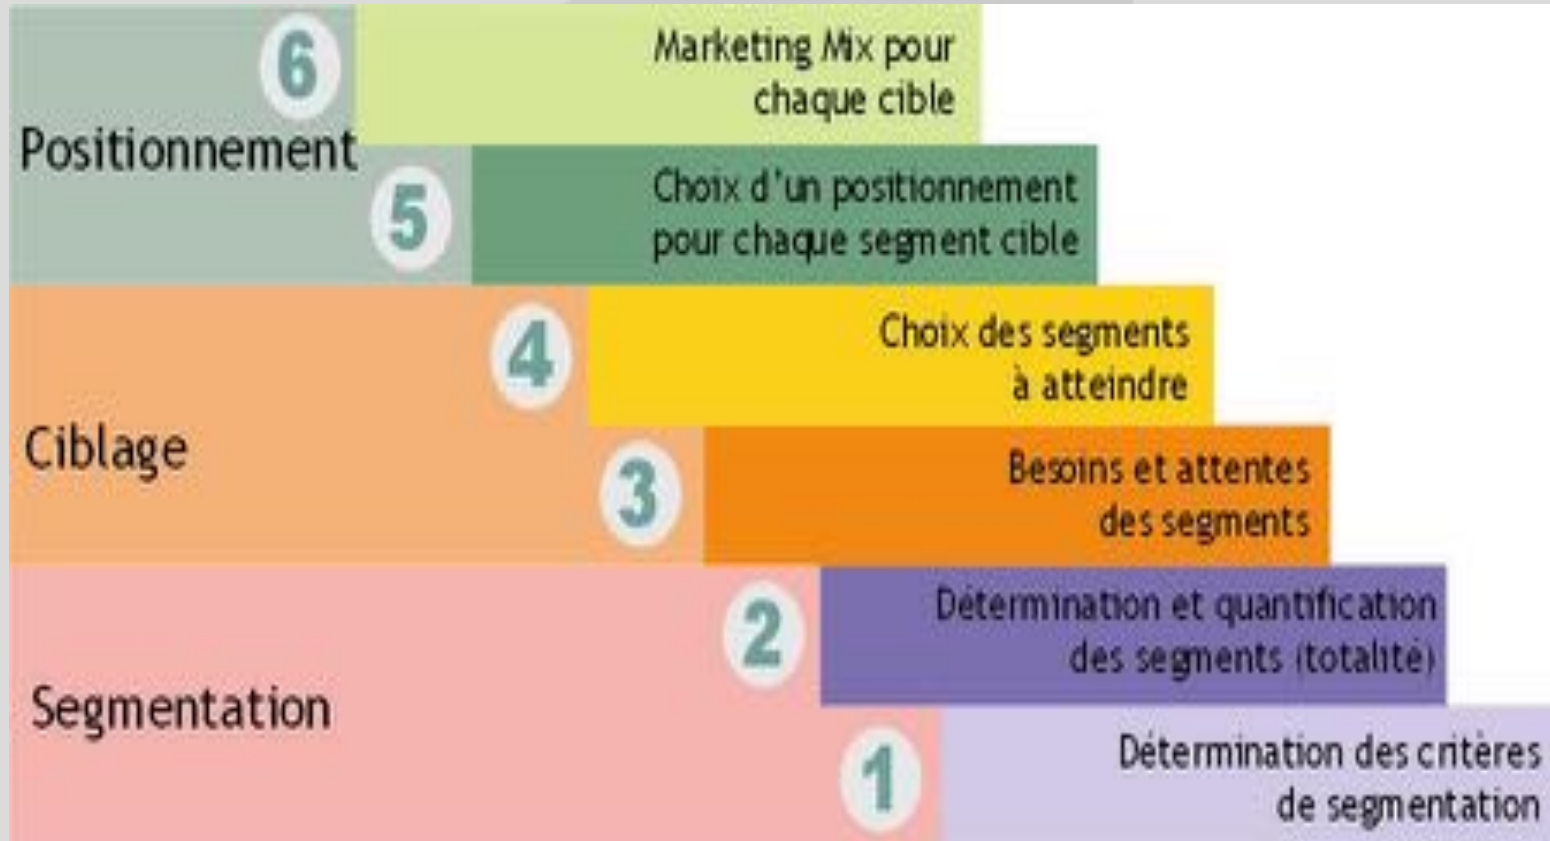 6
Marketing Mix pour
chaque cible
Positionnement
5
Choix d'un positionnement
pour chaque segment cible
4
Choix des segments
à atteindre
Ciblage
3
Besoins et attentes
des segments
2
Détermination et quantification
des segments (totalité)
Segmentation
1
Détermination des critères
de segmentation